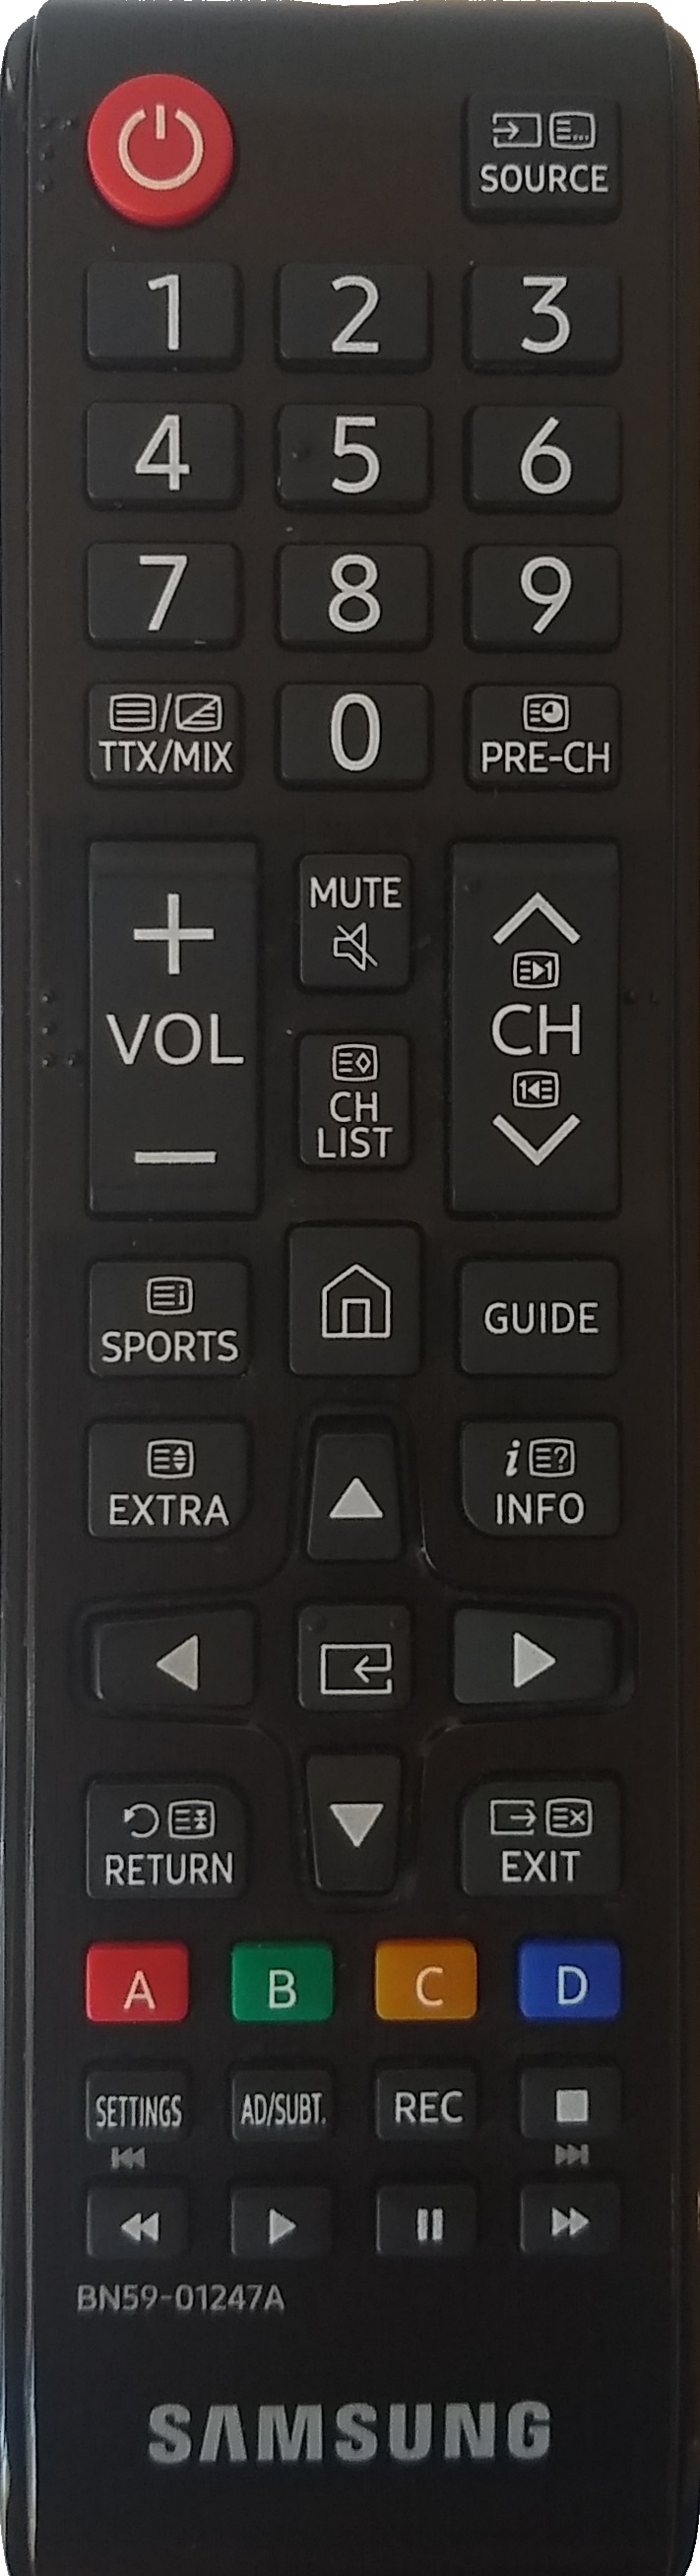 SOURCE
1 2 3
4 5 6
7 8 9
TTX/MIX 0 PRE-CH
MUTE
VOL
CH
CH
LIST
SPORTS
GUIDE
EXTRA
INFO
RETURN
EXIT
A B C D
SETTINGS AD/SUBT. REC
BN59-01247A
SAMSUNG